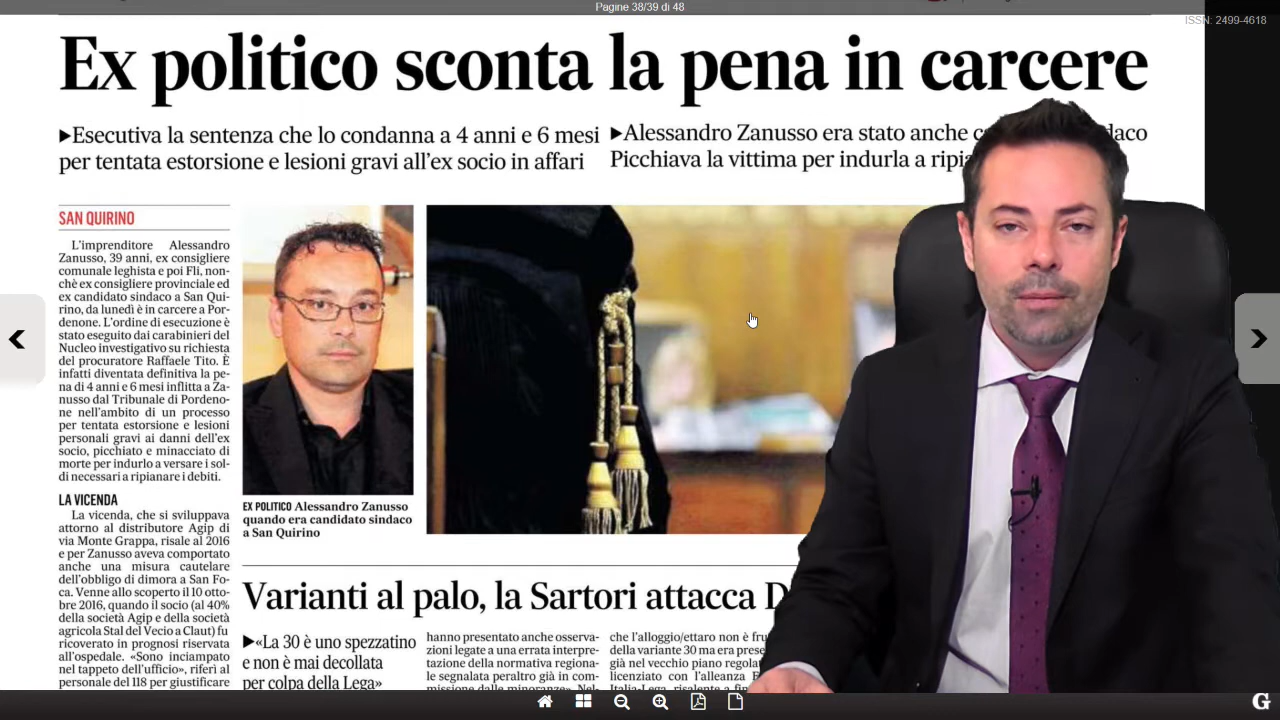 Pagine 38/39 di 48
ISSN: 2499-4618
Ex politico sconta la pena in carcere
▶Esecutiva la sentenza che lo condanna a 4 anni e 6 mesi
per tentata estorsione e lesioni gravi all'ex socio in affari
▶Alessandro Zanusso era stato anche
Picchiava la vittima per indurla a
SAN QUIRINO
L'imprenditore Alessandro
Zanusso, 39 anni, ex consigliere
comunale leghista e poi Fli, non-
chè ex consigliere provinciale ed
ex candidato sindaco a San Qui-
rino, da lunedì è in carcere a Por-
denone. L'ordine di esecuzione è
stato eseguito dai carabinieri del
Nucleo investigativo su richiesta
del procuratore Raffaele Tito. È
infatti diventata definitiva la pe-
na di 4 anni e 6 mesi inflitta a Za-
nusso dal Tribunale di Pordeno-
ne nell'ambito di un processo
per tentata estorsione e lesioni
personali gravi ai danni dell'ex
socio, picchiato e minacciato di
morte per indurlo a versare i sol-
di necessari a ripianare i debiti.
LA VICENDA
La vicenda, che si sviluppava
attorno al distributore Agip di
via Monte Grappa, risale al 2016
e per Zanusso aveva comportato
anche una misura cautelare
dell'obbligo di dimora a San Fo-
ca. Venne allo scoperto il 10 otto-
bre 2016, quando il socio (al 40%
della società Agip e della società
agricola Stal del Vecio a Claut) fu
ricoverato in prognosi riservata
all'ospedale. «Sono inciampato
nel tappeto dell'ufficio», riferì al
personale del 118 per giustificare
EX POLITICO Alessandro Zanusso
quando era candidato sindaco
a San Quirino
Varianti al palo, la Sartori attacca
▶«La 30 è uno spezzatino
e non è mai decollata
per colpa della Lega»
hanno presentato anche osserva-
zioni legate a una errata interpre-
tazione della normativa regiona-
le segnalata peraltro già in com-
missione dalle minoranze». Nel-
che l'alloggio/ettaro non è
della variante 30 ma era
già nel vecchio piano
licenziato con l'alleanza
Italia-Lega, risalente a
G